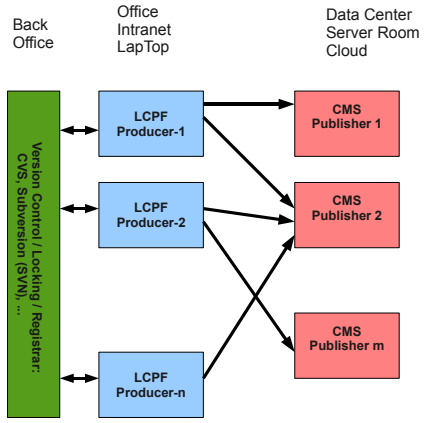 Back
Office
Office
Intranet
LapTop
Data Center
Server Room
Cloud
Version Control / Locking / Registrar:
CVS, Subversion (SVN), ...
LCPF
Producer-1
LCPF
Producer-2
LCPF
Producer-n
CMS
Publisher 1
CMS
Publisher 2
CMS
Publisher m